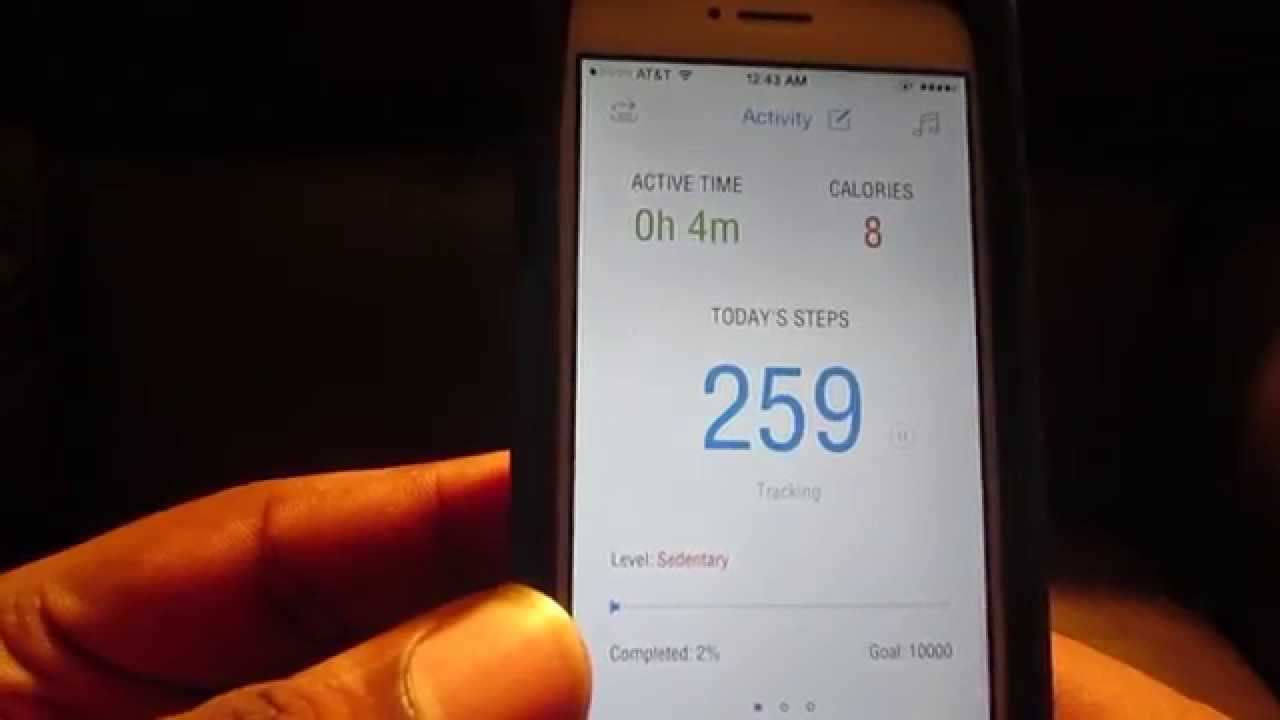 AT&T 12:43 AM
Activity
ACTIVE TIME CALORIES
0h 4m 8
TODAY'S STEPS
259
Tracking
Level: Sedentary
Completed: 2% Goal: 10000